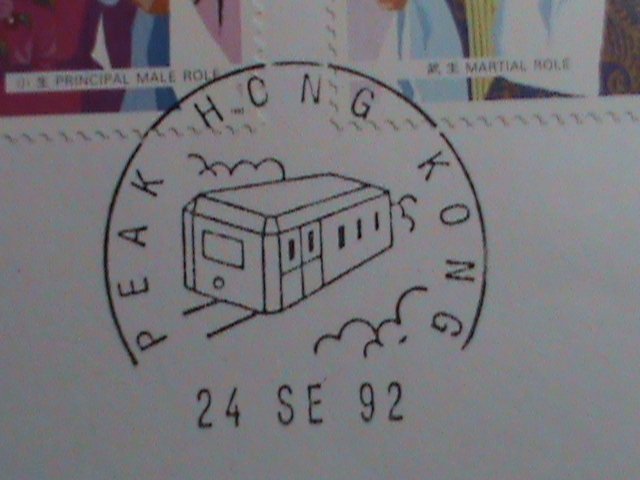 小生 PRINCIPAL MALE ROLE
武生 MARTIAL ROLE
PEAK HONG KONG
24 SE 92